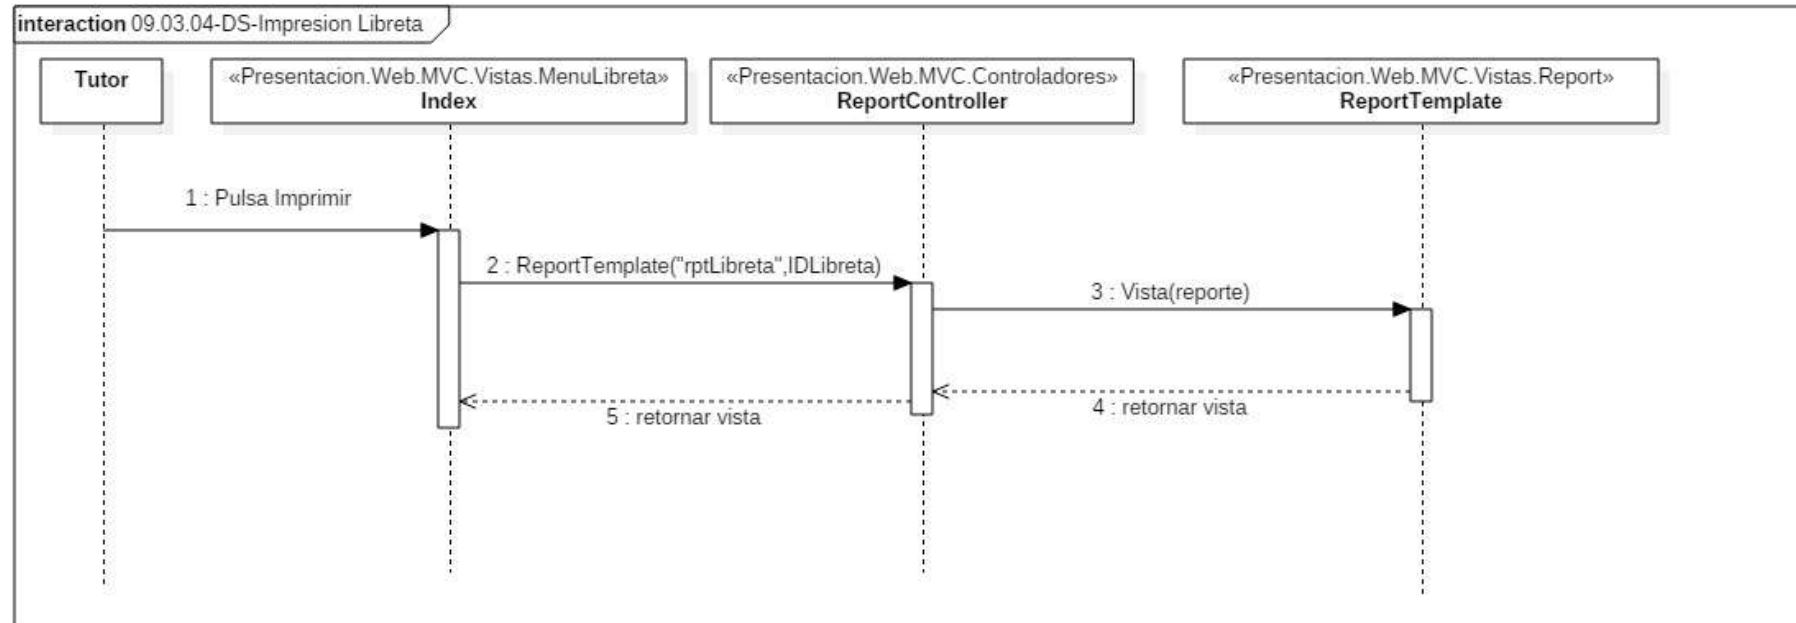 interaction 09.03.04-DS-Impresion Libreta
Tutor
«Presentacion.Web.MVC.Vistas.MenuLibreta»
Index
«Presentacion.Web.MVC.Controladores»
ReportController
«Presentacion.Web.MVC.Vistas.Report»
ReportTemplate
1 : Pulsa Imprimir
2 : ReportTemplate("rptLibreta",IDLibreta)
3 : Vista(reporte)
4 : retornar vista
5 : retornar vista